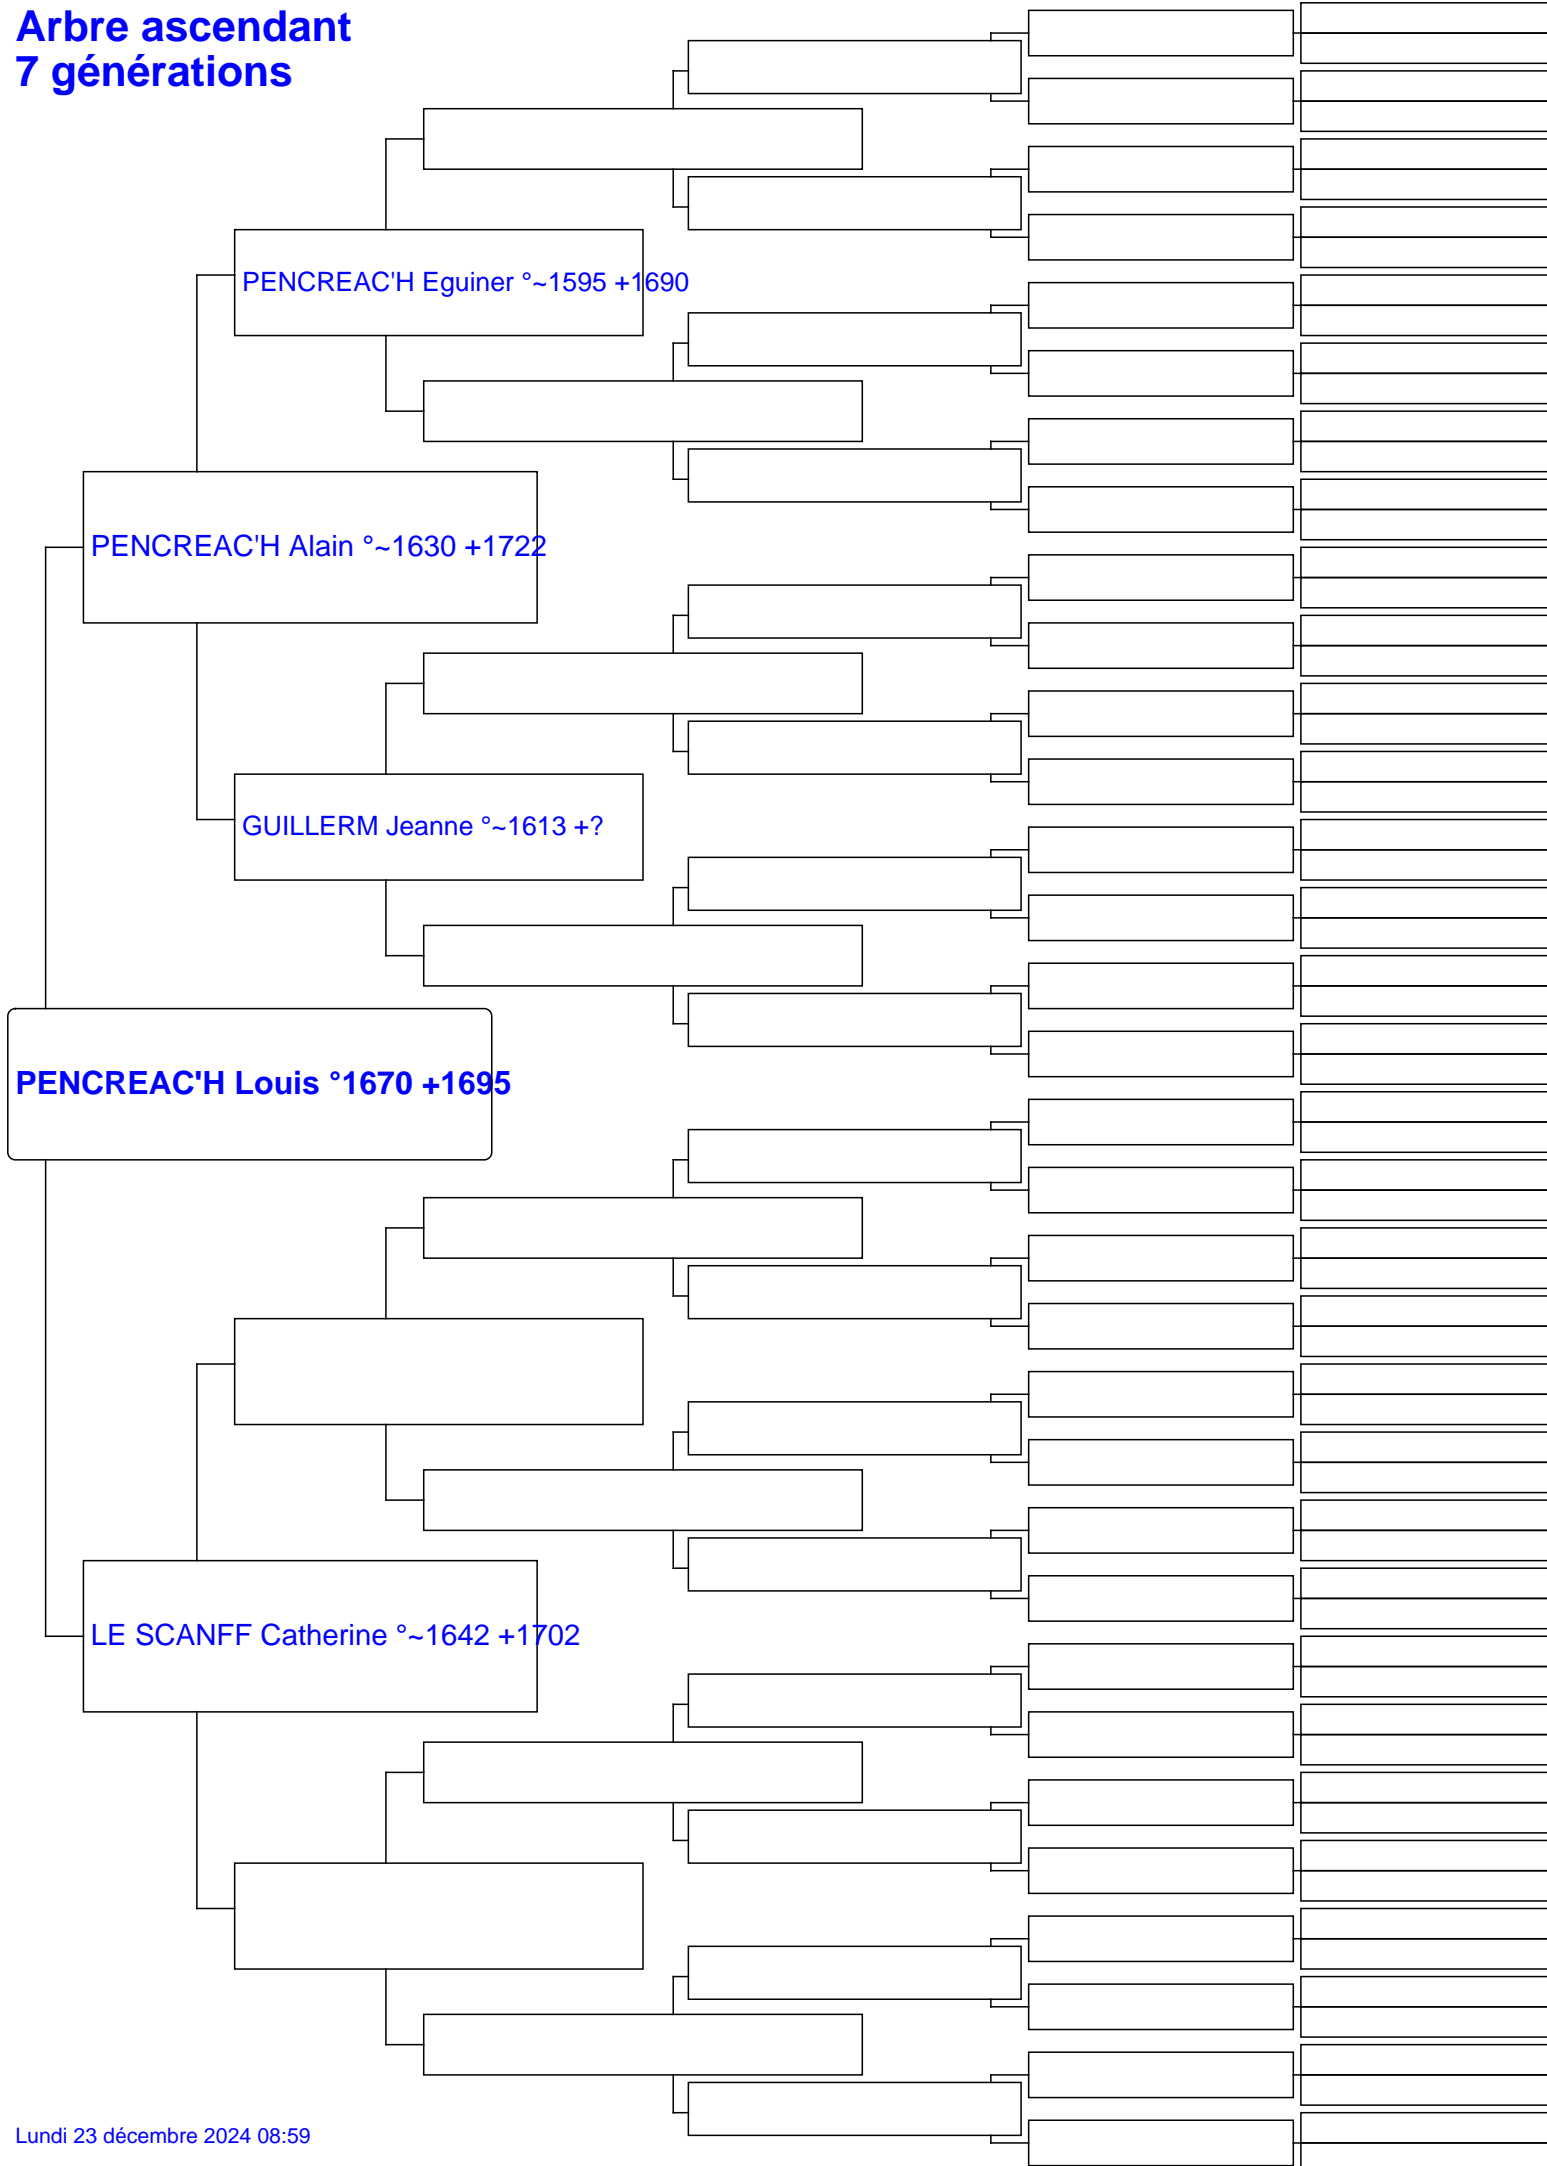 Arbre ascendant
7 générations
PENCREAC'H Eguiner °~1595 +1690
PENCREAC'H Alain °~1630 +1722
GUILLERM Jeanne °~1613 +?
PENCREAC'H Louis °1670 +1695
LE SCANFF Catherine °~1642 +1702
Lundi 23 décembre 2024 08:59